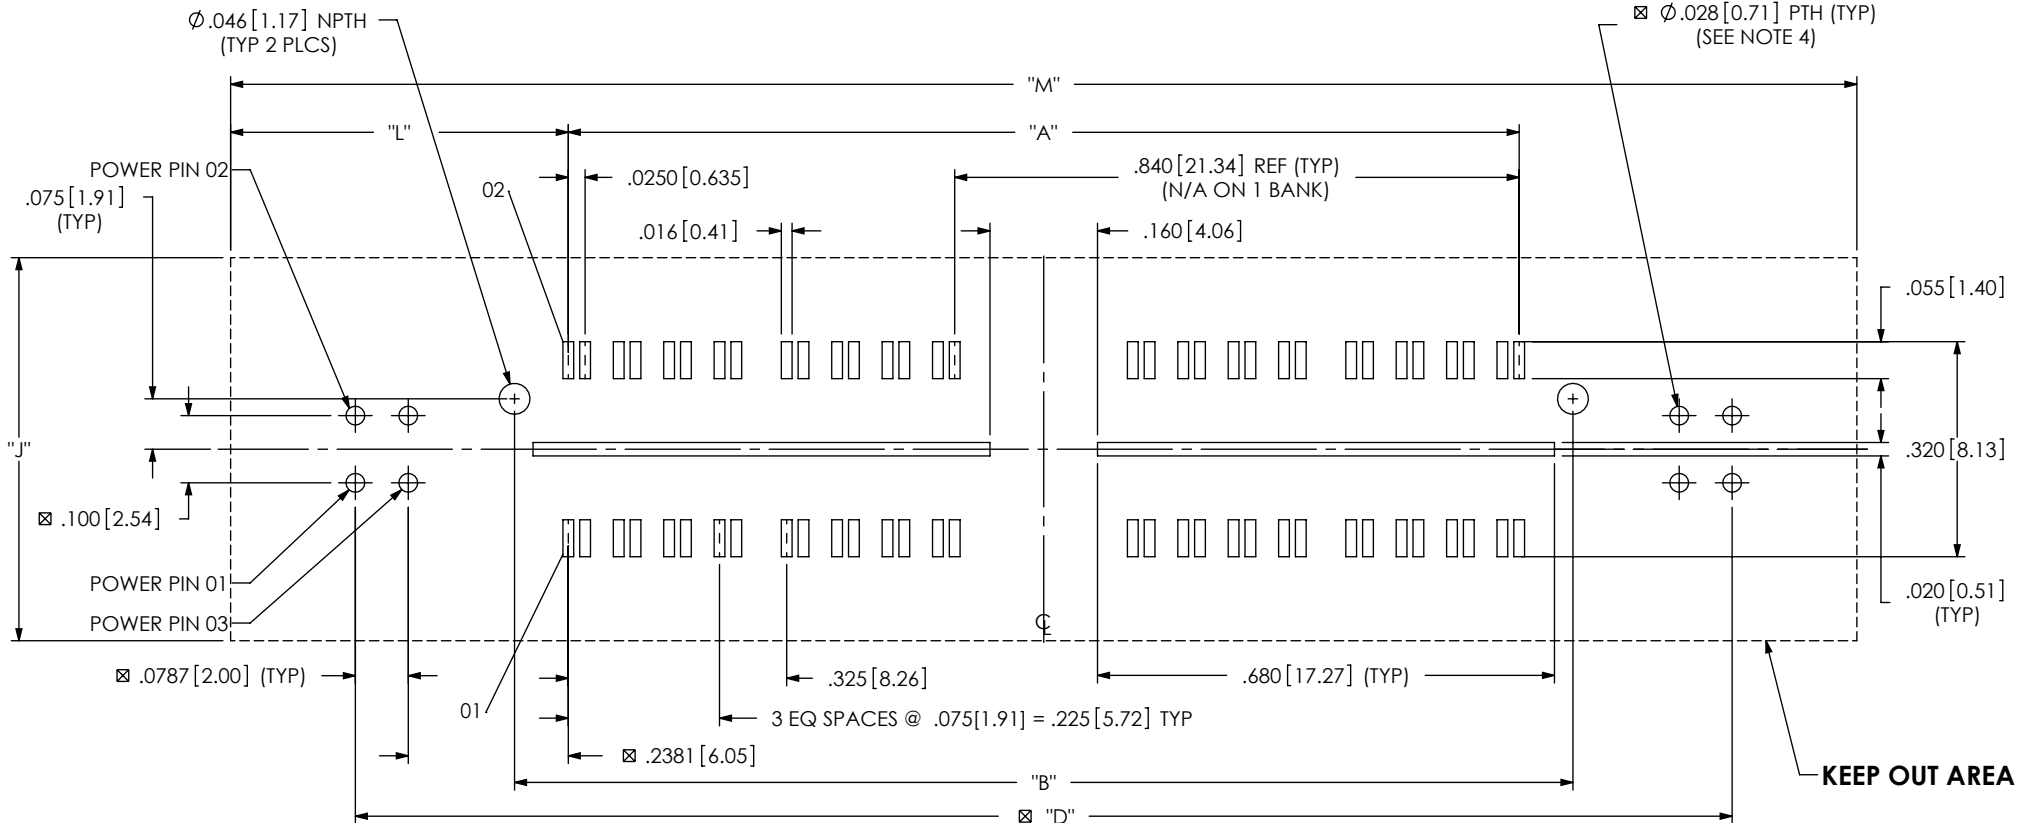 Ø.046[1.17] NPTH
(TYP 2 PLCS)
⊠ Ø.028[0.71] PTH (TYP)
(SEE NOTE 4)
"M"
"L"
"A"
POWER PIN 02
.075[1.91]
(TYP)
02
.0250[0.635]
.840[21.34] REF (TYP)
(N/A ON 1 BANK)
.016[0.41]
.160[4.06]
.055[1.40]
"J"
.320[8.13]
⊠ .100[2.54]
POWER PIN 01
POWER PIN 03
.020[0.51]
(TYP)
℄
⊠ .0787[2.00] (TYP)
.325[8.26]
.680[17.27] (TYP)
01
3 EQ SPACES @ .075[1.91] = .225[5.72] TYP
⊠ .2381[6.05]
"B"
KEEP OUT AREA
⊠ "D"